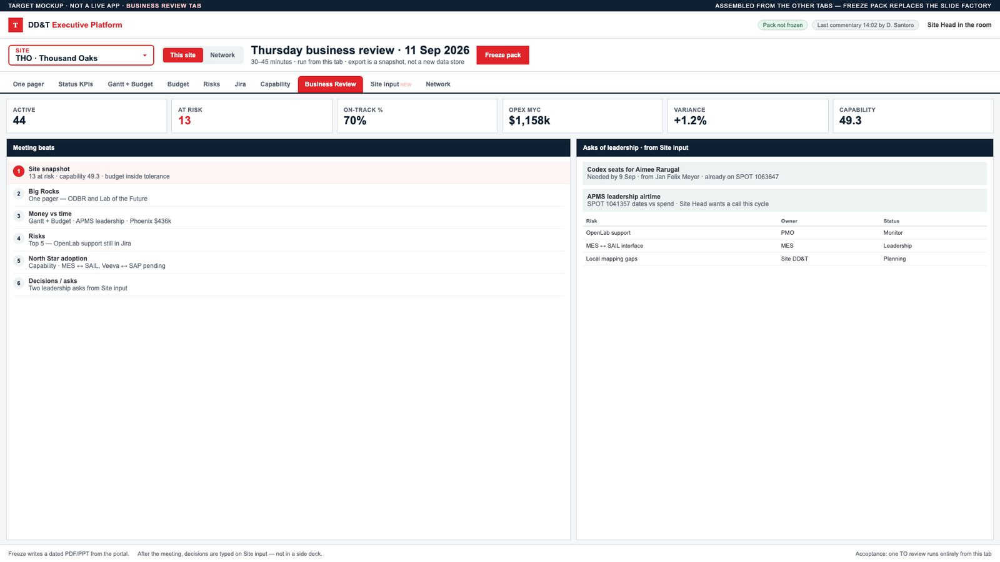 TARGET MOCKUP · NOT A LIVE APP · BUSINESS REVIEW TAB
ASSEMBLED FROM THE OTHER TABS — FREEZE PACK REPLACES THE SLIDE FACTORY
T
DD&T Executive Platform
Pack not frozen
Last commentary 14:02 by D. Santoro
Site Head in the room
SITE
THO · Thousand Oaks
This site
Network
Thursday business review · 11 Sep 2026
30–45 minutes · run from this tab · export is a snapshot, not a new data store
Freeze pack
One pager
Status KPIs
Gantt + Budget
Budget
Risks
Jira
Capability
Business Review
Site input NEW
Network
ACTIVE
44
AT RISK
13
ON-TRACK %
70%
OPEX MYC
$1,158k
VARIANCE
+1.2%
CAPABILITY
49.3
Meeting beats
1
Site snapshot
13 at risk · capability 49.3 · budget inside tolerance
2
Big Rocks
One pager — ODBR and Lab of the Future
3
Money vs time
Gantt + Budget · APMS leadership · Phoenix $436k
4
Risks
Top 5 — OpenLab support still in Jira
5
North Star adoption
Capability · MES ↔ SAIL, Veeva ↔ SAP pending
6
Decisions / asks
Two leadership asks from Site input
Asks of leadership · from Site input
Codex seats for Aimee Rarugal
Needed by 9 Sep · from Jan Felix Meyer · already on SPOT 1063647
APMS leadership airtime
SPOT 1041357 dates vs spend · Site Head wants a call this cycle
Risk Owner Status
OpenLab support PMO Monitor
MES ↔ SAIL interface MES Leadership
Local mapping gaps Site DD&T Planning
Freeze writes a dated PDF/PPT from the portal.
After the meeting, decisions are typed on Site input — not in a side deck.
Acceptance: one TO review runs entirely from this tab